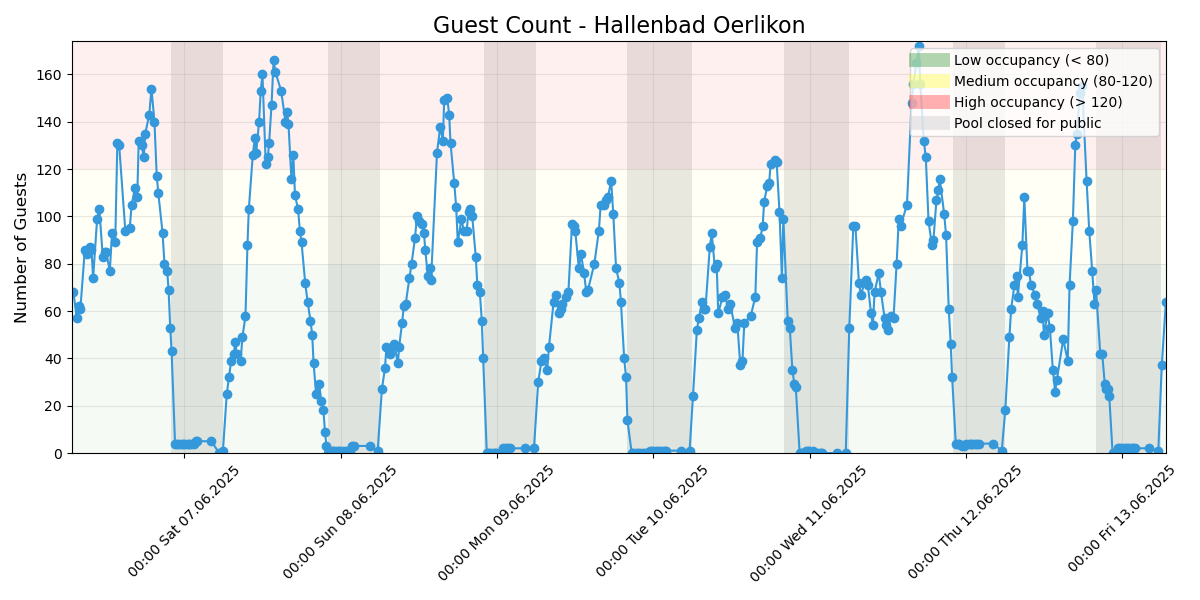 Guest Count - Hallenbad Oerlikon
Number of Guests
160
140
120
100
80
60
40
20
0
Low occupancy (< 80)
Medium occupancy (80-120)
High occupancy (> 120)
Pool closed for public
00:00 Sat 07.06.2025
00:00 Sun 08.06.2025
00:00 Mon 09.06.2025
00:00 Tue 10.06.2025
00:00 Wed 11.06.2025
00:00 Thu 12.06.2025
00:00 Fri 13.06.2025